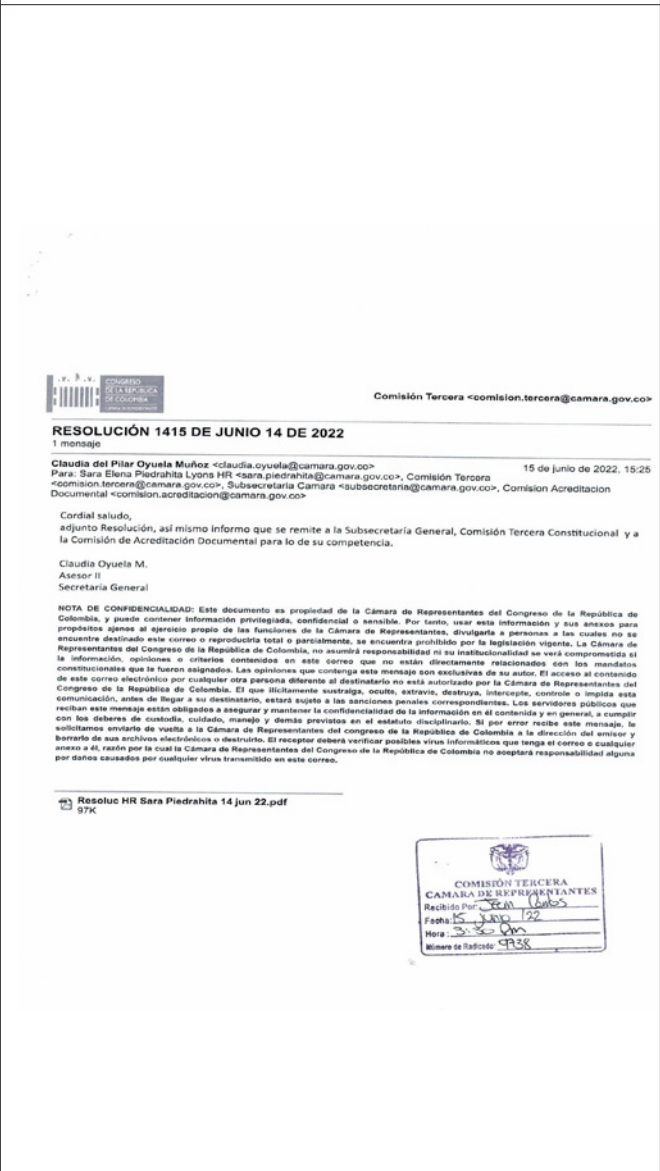 CONGRESO
DE LA REPÚBLICA
DE COLOMBIA
Comisión Tercera <comision.tercera@camara.gov.co>
RESOLUCIÓN 1415 DE JUNIO 14 DE 2022
1 mensaje
Claudia del Pilar Oyuela Muñoz <claudia.oyuela@camara.gov.co>
15 de junio de 2022, 15:25
Para: Sara Elena Piedrahita Lyons HR <sara.piedrahita@camara.gov.co>, Comisión Tercera
<comision.tercera@camara.gov.co>, Subsecretaria Camara <subsecretaria@camara.gov.co>, Comision Acreditacion
Documental <comision.acreditacion@camara.gov.co>
Cordial saludo,
adjunto Resolución, así mismo informo que se remite a la Subsecretaría General, Comisión Tercera Constitucional y a
la Comisión de Acreditación Documental para lo de su competencia.
Claudia Oyuela M.
Asesor II
Secretaria General
NOTA DE CONFIDENCIALIDAD: Este documento es propiedad de la Cámara de Representantes del Congreso de la República de
Colombia, y puede contener información privilegiada, confidencial o sensible. Por tanto, usar esta información y sus anexos para
propósitos ajenos al ejercicio propio de las funciones de la Cámara de Representantes, divulgarla a personas a las cuales no se
encuentre destinado este correo o reproducirla total o parcialmente, se encuentra prohibido por la legislación vigente. La Cámara de
Representantes del Congreso de la República de Colombia, no asumirá responsabilidad ni su institucionalidad se verá comprometida si
la información, opiniones o criterios contenidos en este correo que no están directamente relacionados con los mandatos
constitucionales que le fueron asignados. Las opiniones que contenga este mensaje son exclusivas de su autor. El acceso al contenido
de este correo electrónico por cualquier otra persona diferente al destinatario no está autorizado por la Cámara de Representantes del
Congreso de la República de Colombia. El que ilícitamente sustraiga, oculte, extravie, destruya, intercepte, controle o impida esta
comunicación, antes de llegar a su destinatario, estará sujeto a las sanciones penales correspondientes. Los servidores públicos que
reciban este mensaje están obligados a asegurar y mantener la confidencialidad de la información en él contenida y en general, a cumplir
con los deberes de custodia, cuidado, manejo y demás previstos en el estatuto disciplinario. Si por error recibe este mensaje, le
solicitamos enviarlo de vuelta a la Cámara de Representantes del congreso de la República de Colombia a la dirección del emisor y
borrarlo de sus archivos electrónicos o destruirlo. El receptor deberá verificar posibles virus informáticos que tenga el correo o cualquier
anexo a él, razón por la cual la Cámara de Representantes del Congreso de la República de Colombia no aceptará responsabilidad alguna
por daños causados por cualquier virus transmitido en este correo.
Resoluc HR Sara Piedrahita 14 jun 22.pdf
97K
COMISIÓN TERCERA
CAMARA DE REPRESENTANTES
Recibido Por:
Fecha: 15 Junio /22
Hora: 3:30 Pm
Número de Radicado: 9738